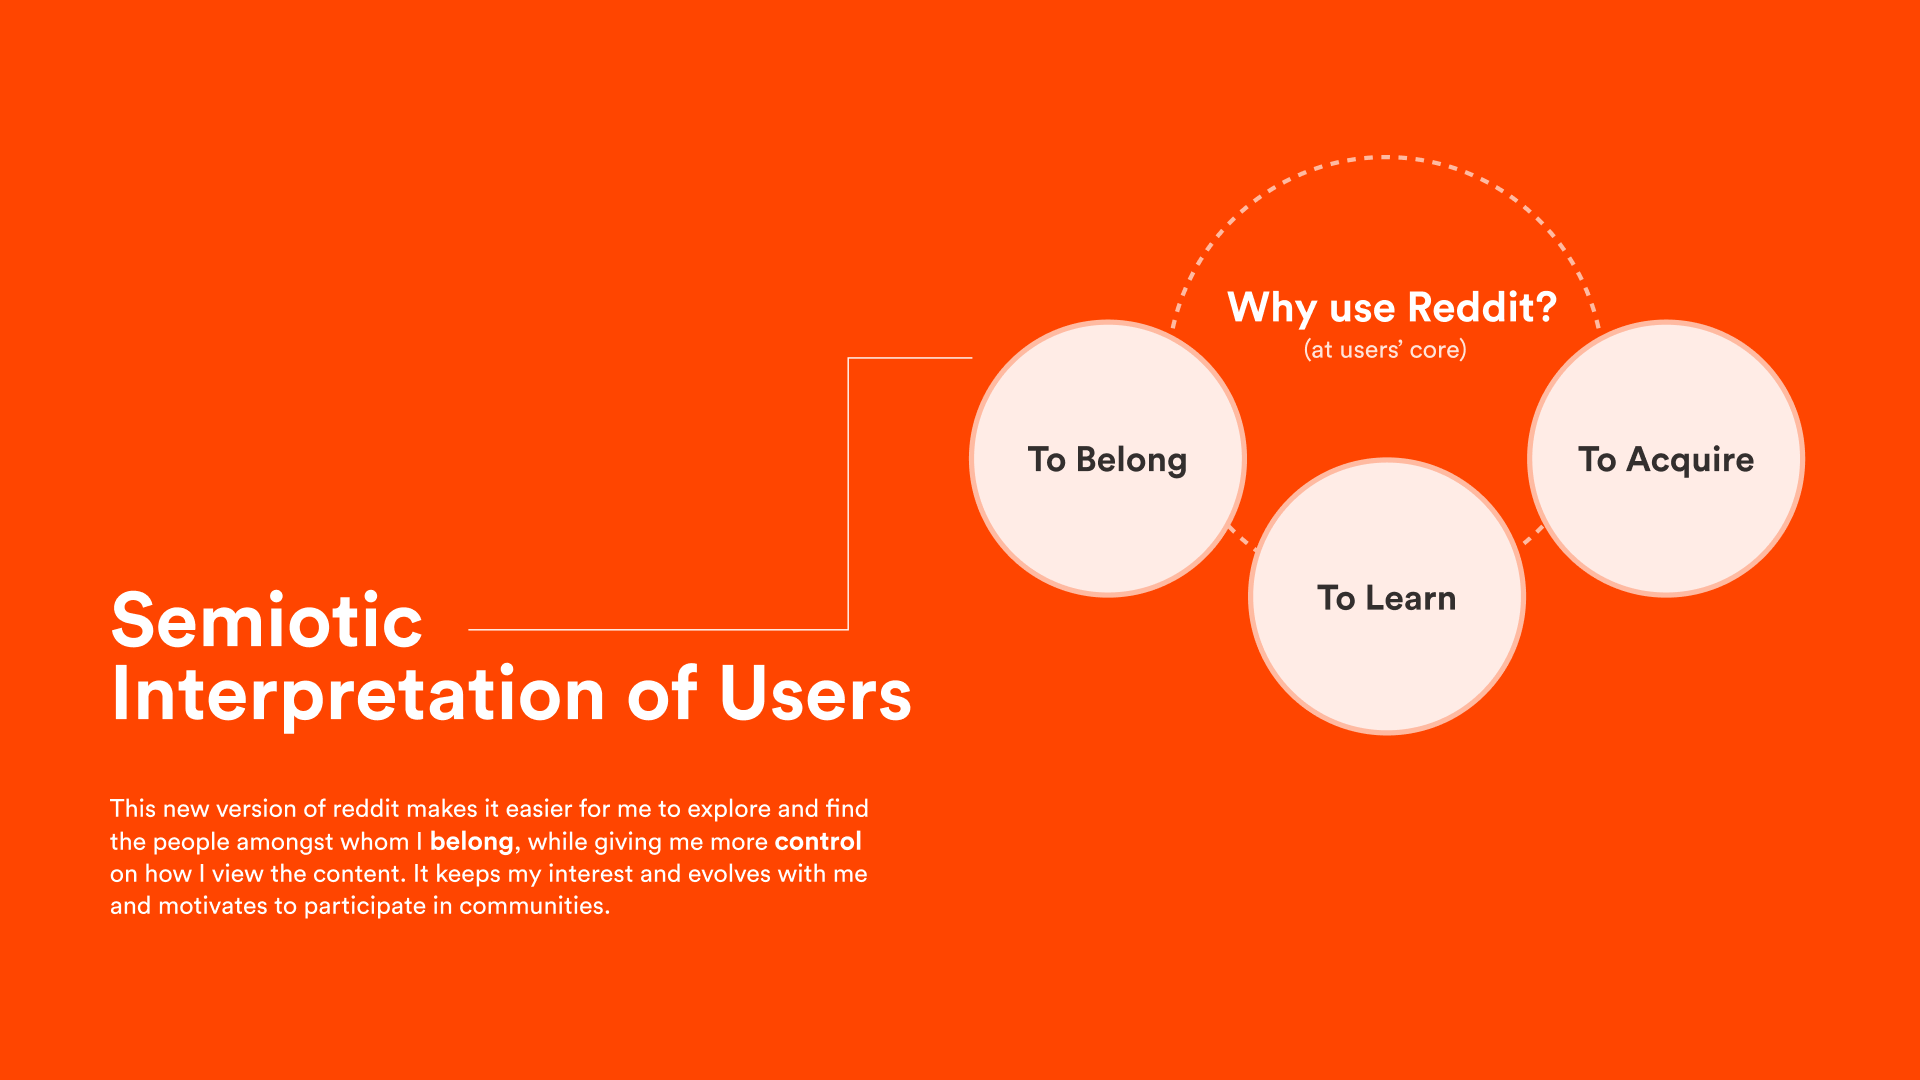 Why use Reddit?
(at users’ core)
To Belong
To Acquire
To Learn
Semiotic
Interpretation of Users
This new version of reddit makes it easier for me to explore and find
the people amongst whom I belong, while giving me more control
on how I view the content. It keeps my interest and evolves with me
and motivates to participate in communities.